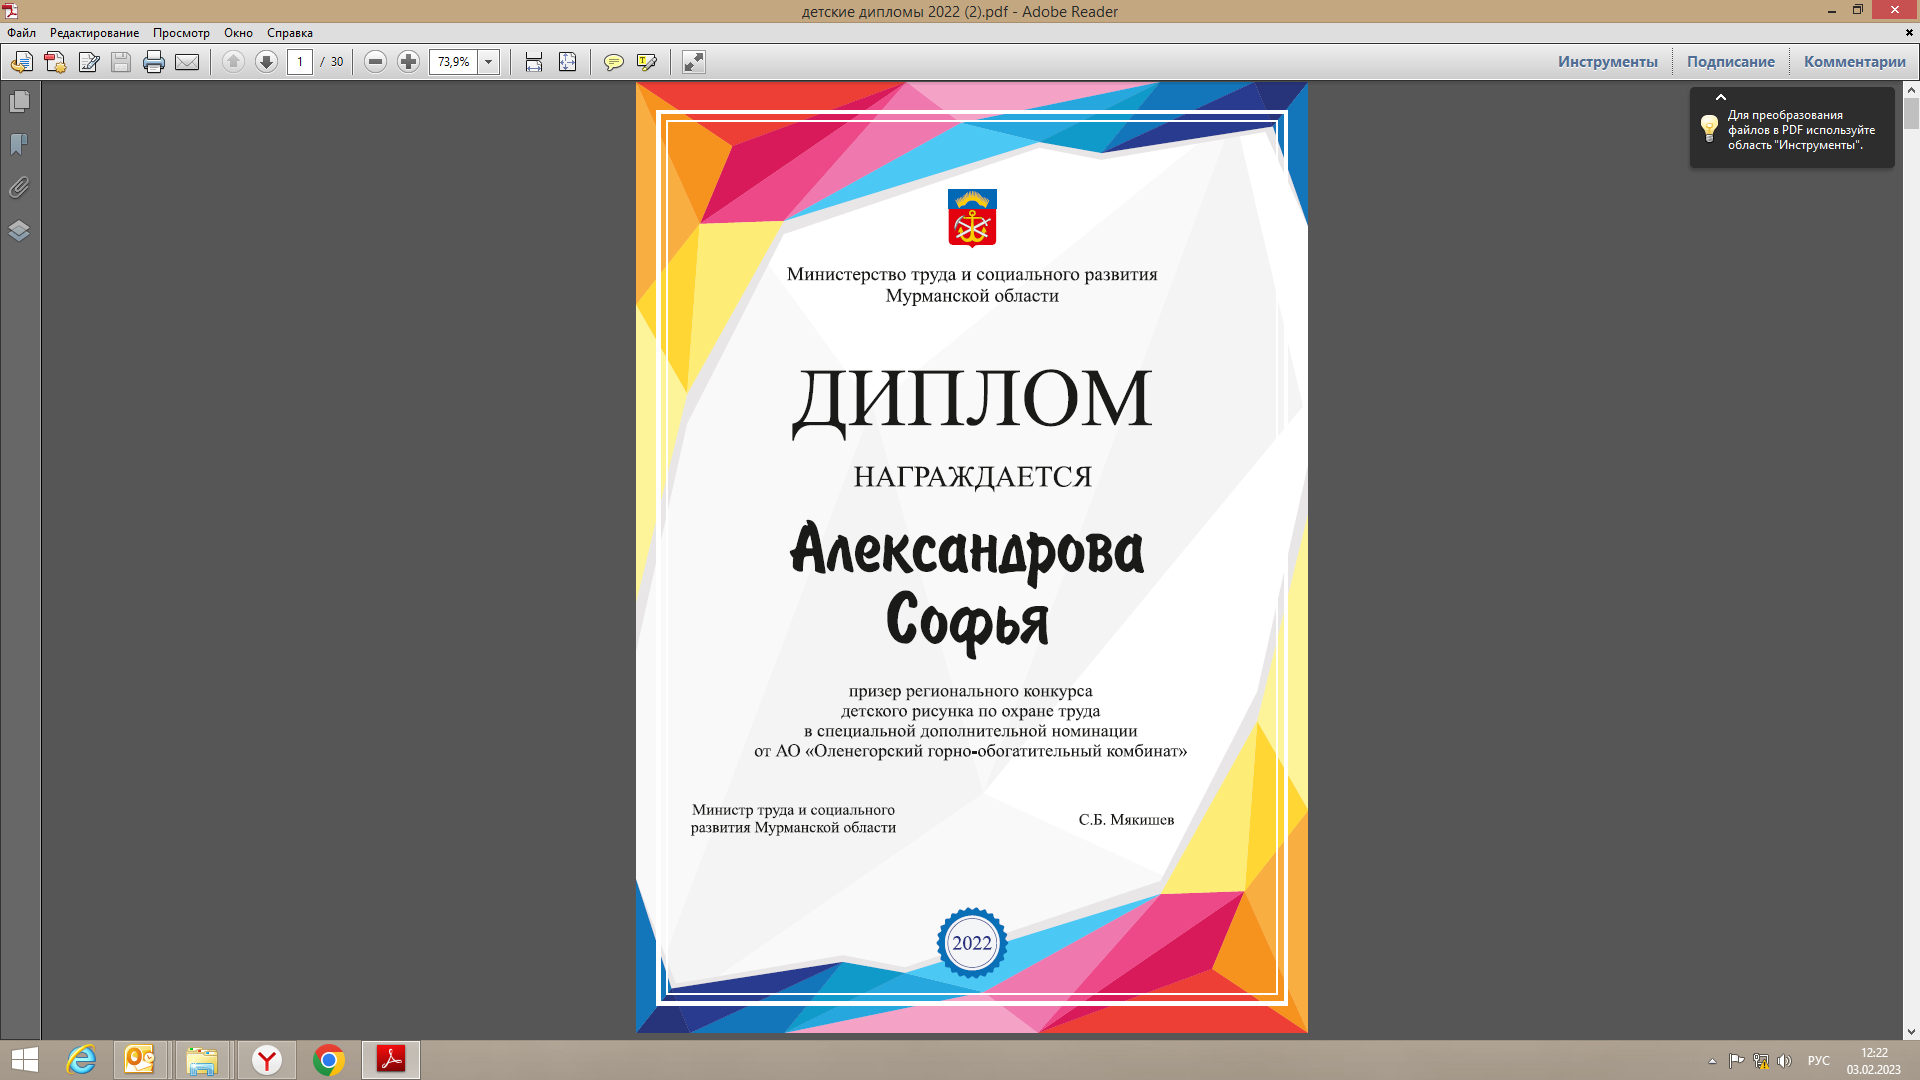 детские дипломы 2022 (2).pdf - Adobe Reader
Файл Редактирование Просмотр Окно Справка
1 / 30 73,9% Инструменты Подписание Комментарии
Для преобразования
файлов в PDF используйте
область "Инструменты".
Министерство труда и социального развития
Мурманской области
ДИПЛОМ
НАГРАЖДАЕТСЯ
Александрова
Софья
призер регионального конкурса
детского рисунка по охране труда
в специальной дополнительной номинации
от АО «Оленегорский горно-обогатительный комбинат»
Министр труда и социального
развития Мурманской области
С.Б. Мякишев
2022
РУС
12:22
03.02.2023